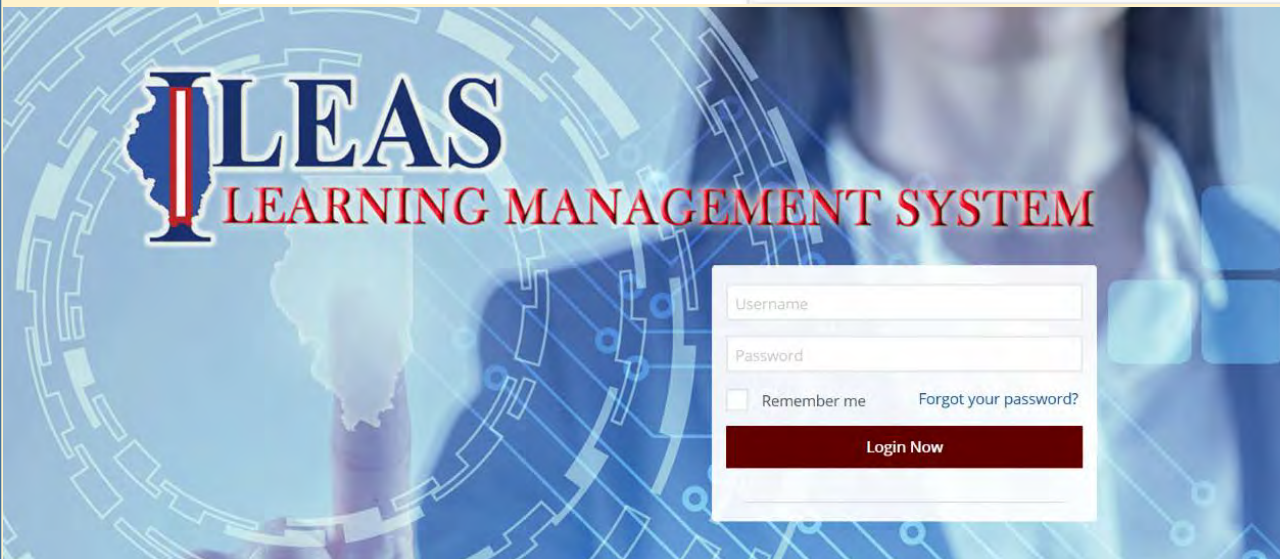 ILEAS
LEARNING MANAGEMENT SYSTEM
Username
Password
Remember me Forgot your password?
Login Now